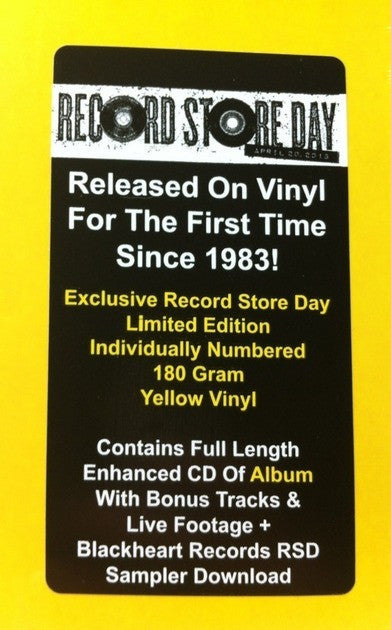 RECORD STORE DAY
APRIL 20, 2013
Released On Vinyl
For The First Time
Since 1983!
Exclusive Record Store Day
Limited Edition
Individually Numbered
180 Gram
Yellow Vinyl
Contains Full Length
Enhanced CD Of Album
With Bonus Tracks &
Live Footage +
Blackheart Records RSD
Sampler Download